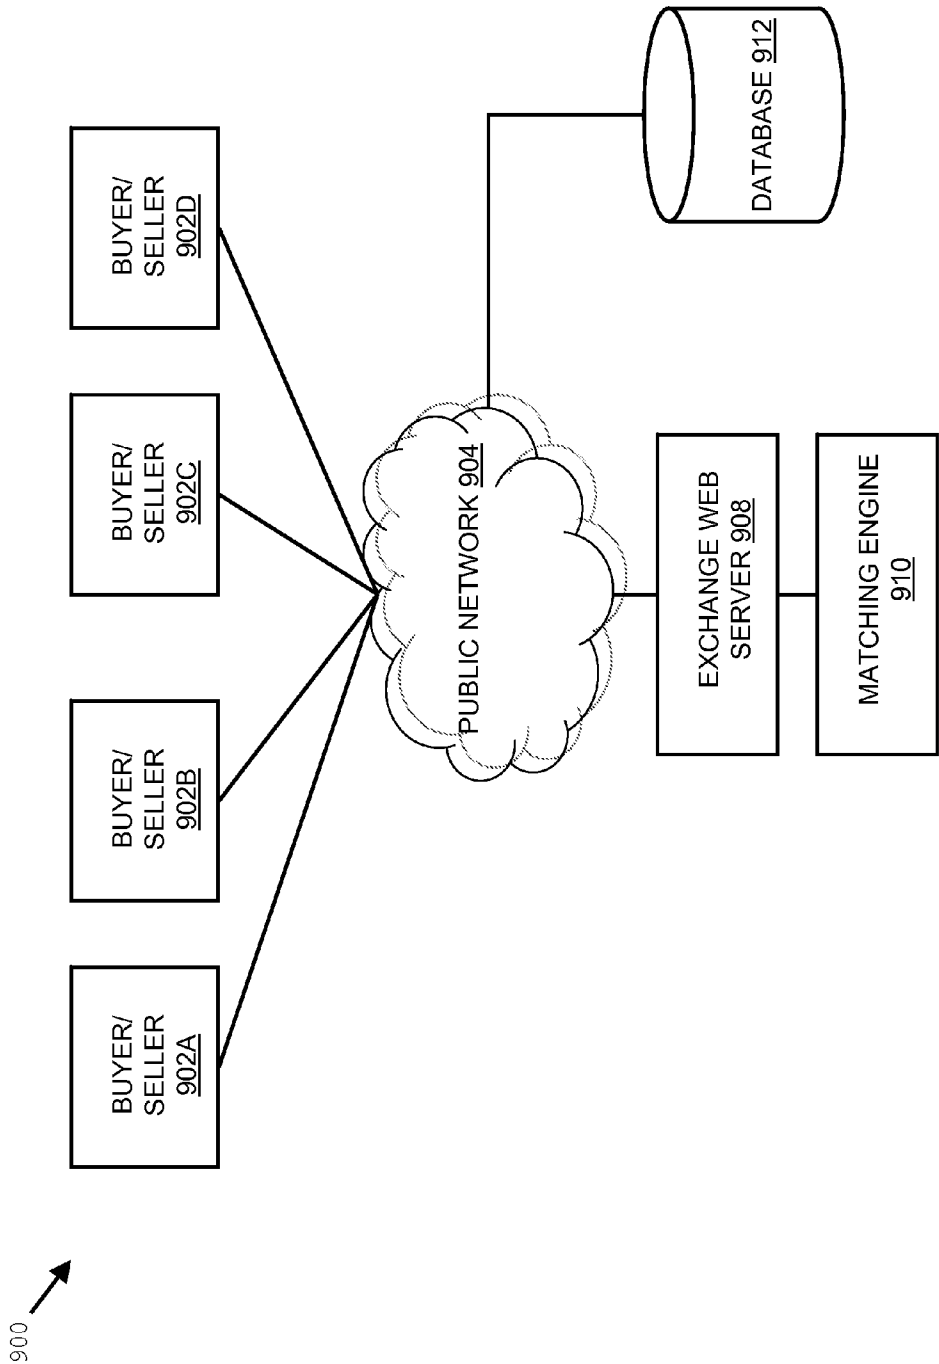 900
BUYER/
SELLER
902A
BUYER/
SELLER
902B
BUYER/
SELLER
902C
BUYER/
SELLER
902D
PUBLIC NETWORK 904
EXCHANGE WEB
SERVER 908
MATCHING ENGINE
910
DATABASE 912